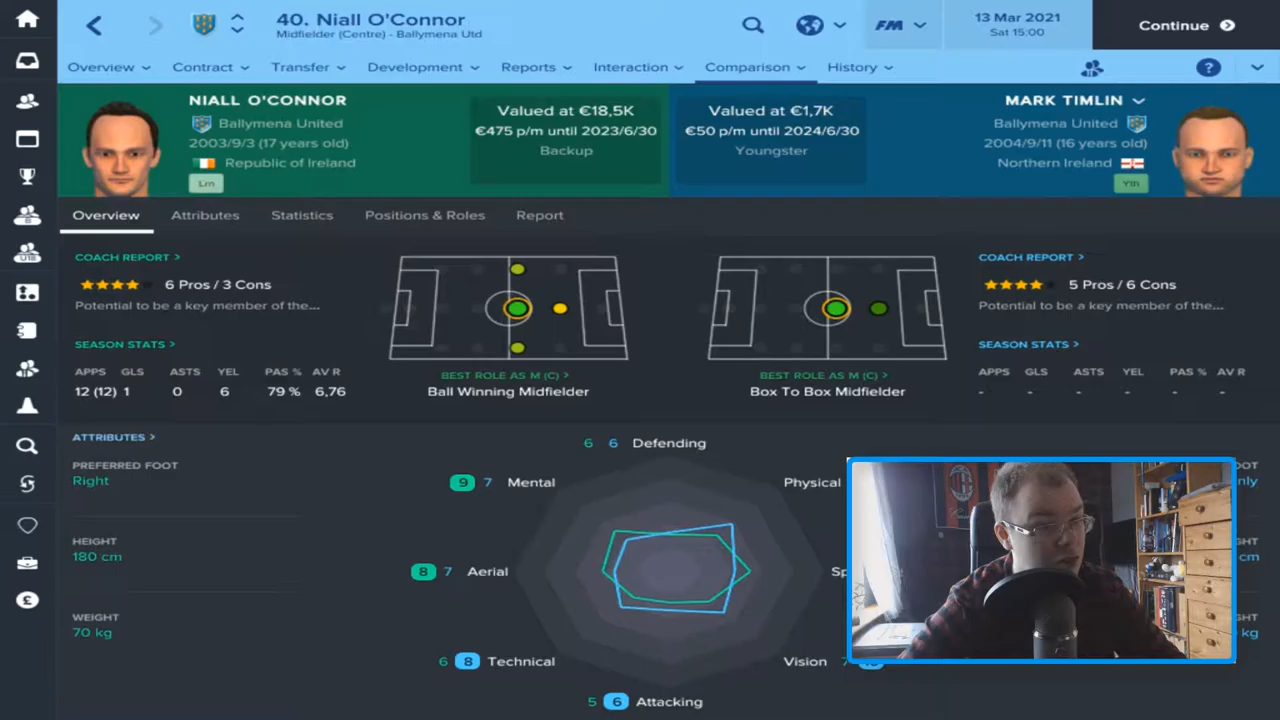 40. Niall O'Connor
Midfielder (Centre) - Ballymena Utd
FM
13 Mar 2021
Sat 15:00
Continue
Overview
Contract
Transfer
Development
Reports
Interaction
Comparison
History
?
NIALL O'CONNOR
Ballymena United
2003/9/3 (17 years old)
Republic of Ireland
Lrn
Valued at €18,5K
€475 p/m until 2023/6/30
Backup
Valued at €1,7K
€50 p/m until 2024/6/30
Youngster
MARK TIMLIN
Ballymena United
2004/9/11 (16 years old)
Northern Ireland
Yth
Overview
Attributes
Statistics
Positions & Roles
Report
COACH REPORT >
6 Pros / 3 Cons
Potential to be a key member of the...
SEASON STATS >
APPS GLS ASTS YEL PAS % AV R
12 (12) 1 0 6 79 % 6,76
BEST ROLE AS M (C) >
Ball Winning Midfielder
BEST ROLE AS M (C) >
Box To Box Midfielder
COACH REPORT >
5 Pros / 6 Cons
Potential to be a key member of the...
SEASON STATS >
APPS GLS ASTS YEL PAS % AV R
- - - - - -
ATTRIBUTES >
PREFERRED FOOT
Right
HEIGHT
180 cm
WEIGHT
70 kg
6 6 Defending
9 7 Mental
Physical
8 7 Aerial
6 8 Technical
Vision
5 6 Attacking
cm
kg
U18